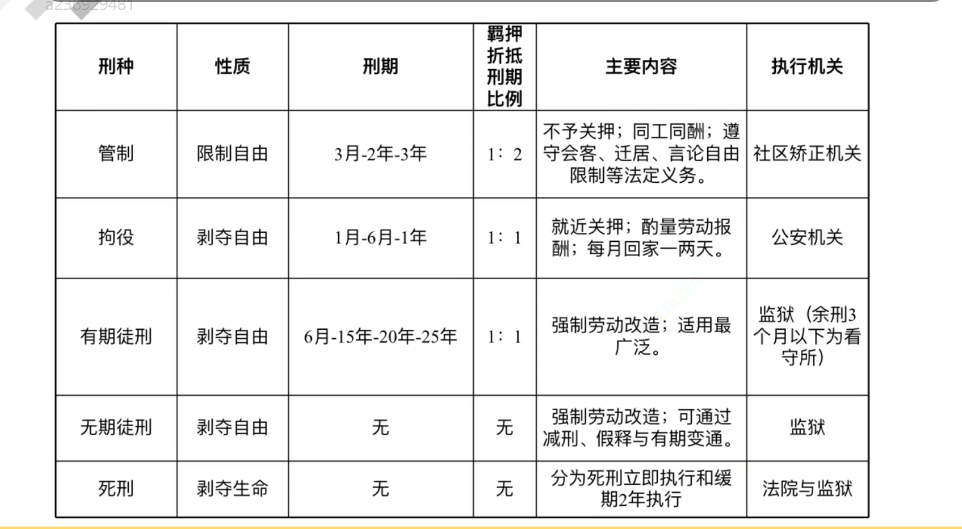 a236929481
刑种 性质 刑期 羁押折抵刑期比例 主要内容 执行机关
管制 限制自由 3月-2年-3年 1：2 不予关押；同工同酬；遵守会客、迁居、言论自由限制等法定义务。 社区矫正机关
拘役 剥夺自由 1月-6月-1年 1：1 就近关押；酌量劳动报酬；每月回家一两天。 公安机关
有期徒刑 剥夺自由 6月-15年-20年-25年 1：1 强制劳动改造；适用最广泛。 监狱（余刑3个月以下为看守所）
无期徒刑 剥夺自由 无 无 强制劳动改造；可通过减刑、假释与有期变通。 监狱
死刑 剥夺生命 无 无 分为死刑立即执行和缓期2年执行 法院与监狱